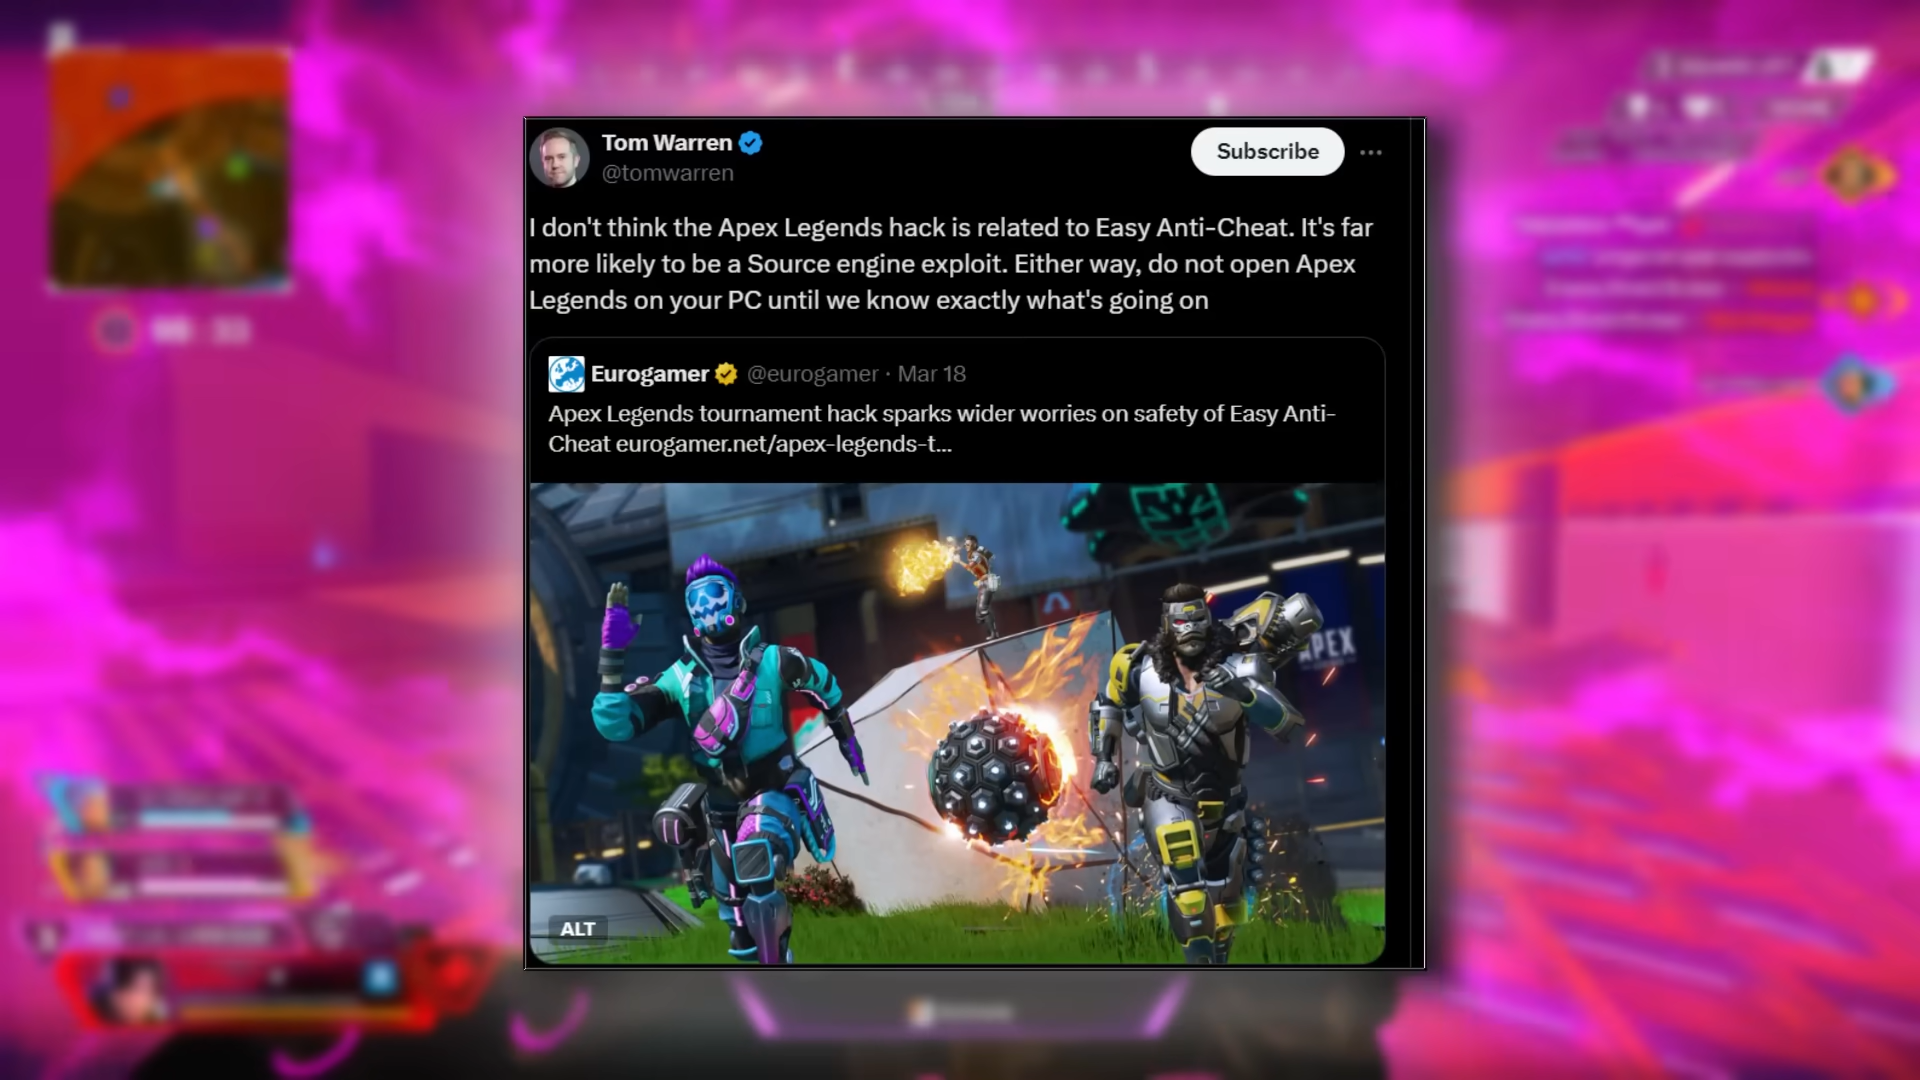 Tom Warren
@tomwarren
Subscribe
I don't think the Apex Legends hack is related to Easy Anti-Cheat. It's far
more likely to be a Source engine exploit. Either way, do not open Apex
Legends on your PC until we know exactly what's going on
Eurogamer @eurogamer · Mar 18
Apex Legends tournament hack sparks wider worries on safety of Easy Anti-
Cheat eurogamer.net/apex-legends-t...
APEX
ALT